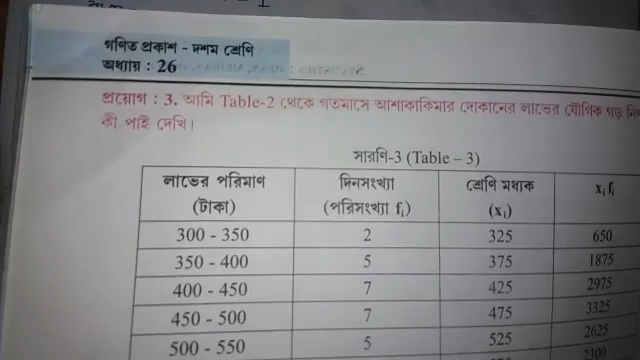 গণিত প্রকাশ - দশম শ্রেণি
অধ্যায় : 26
প্রয়োগ : 3. আমি Table-2 থেকে গতমাসে আশাকাকিমার দোকানের লাভের যৌগিক গড়
কী পাই দেখি।
সারণি-3 (Table – 3)
লাভের পরিমাণ (টাকা) দিনসংখ্যা (পরিসংখ্যা fi) শ্রেণি মধ্যক (xi) xi fi
300 - 350 2 325 650
350 - 400 5 375 1875
400 - 450 7 425 2975
450 - 500 7 475 3325
500 - 550 5 525 2625
2300